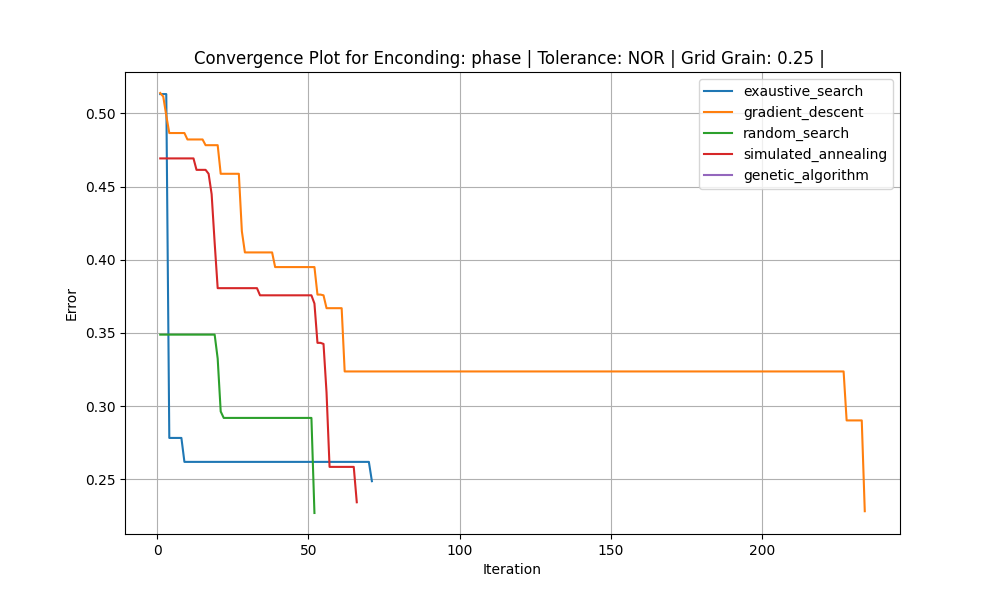 Convergence Plot for Enconding: phase | Tolerance: NOR | Grid Grain: 0.25 |
exaustive_search
gradient_descent
random_search
simulated_annealing
genetic_algorithm
0.50
0.45
0.40
0.35
0.30
0.25
Error
0
50
100
150
200
Iteration